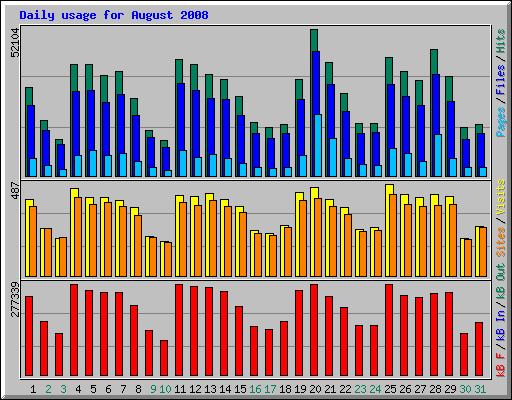 Daily usage for August 2008
52104
Pages / Files / Hits
487
Sites / Visits
277339
kB F / kB In / kB Out
1 2 3 4 5 6 7 8 9 10 11 12 13 14 15 16 17 18 19 20 21 22 23 24 25 26 27 28 29 30 31